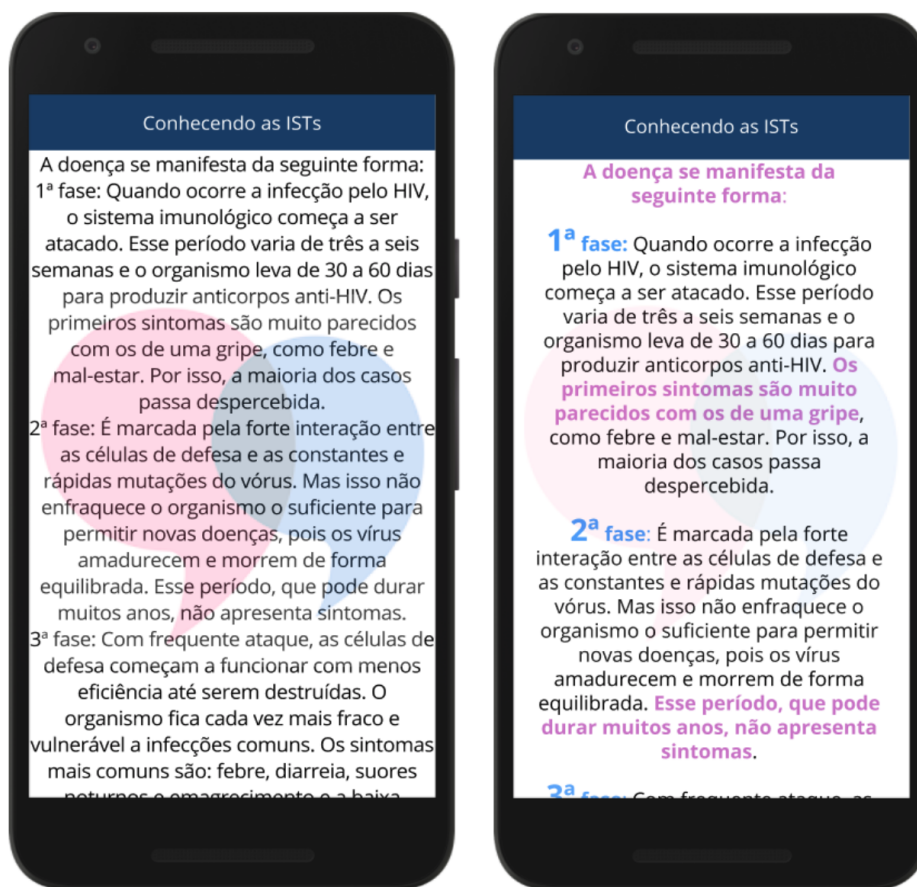 Conhecendo as ISTs
A doença se manifesta da seguinte forma:
1ª fase: Quando ocorre a infecção pelo HIV,
o sistema imunológico começa a ser
atacado. Esse período varia de três a seis
semanas e o organismo leva de 30 a 60 dias
para produzir anticorpos anti-HIV. Os
primeiros sintomas são muito parecidos
com os de uma gripe, como febre e
mal-estar. Por isso, a maioria dos casos
passa despercebida.
2ª fase: É marcada pela forte interação entre
as células de defesa e as constantes e
rápidas mutações do vórus. Mas isso não
enfraquece o organismo o suficiente para
permitir novas doenças, pois os vírus
amadurecem e morrem de forma
equilibrada. Esse período, que pode durar
muitos anos, não apresenta sintomas.
3ª fase: Com frequente ataque, as células de
defesa começam a funcionar com menos
eficiência até serem destruídas. O
organismo fica cada vez mais fraco e
vulnerável a infecções comuns. Os sintomas
mais comuns são: febre, diarreia, suores
noturnos e emagrecimento e a baixa
Conhecendo as ISTs
A doença se manifesta da
seguinte forma:
1ª fase: Quando ocorre a infecção
pelo HIV, o sistema imunológico
começa a ser atacado. Esse período
varia de três a seis semanas e o
organismo leva de 30 a 60 dias para
produzir anticorpos anti-HIV. Os
primeiros sintomas são muito
parecidos com os de uma gripe,
como febre e mal-estar. Por isso, a
maioria dos casos passa
despercebida.
2ª fase: É marcada pela forte
interação entre as células de defesa e
as constantes e rápidas mutações do
vórus. Mas isso não enfraquece o
organismo o suficiente para permitir
novas doenças, pois os vírus
amadurecem e morrem de forma
equilibrada. Esse período, que pode
durar muitos anos, não apresenta
sintomas.
3ª fase: Com frequente ataque, as